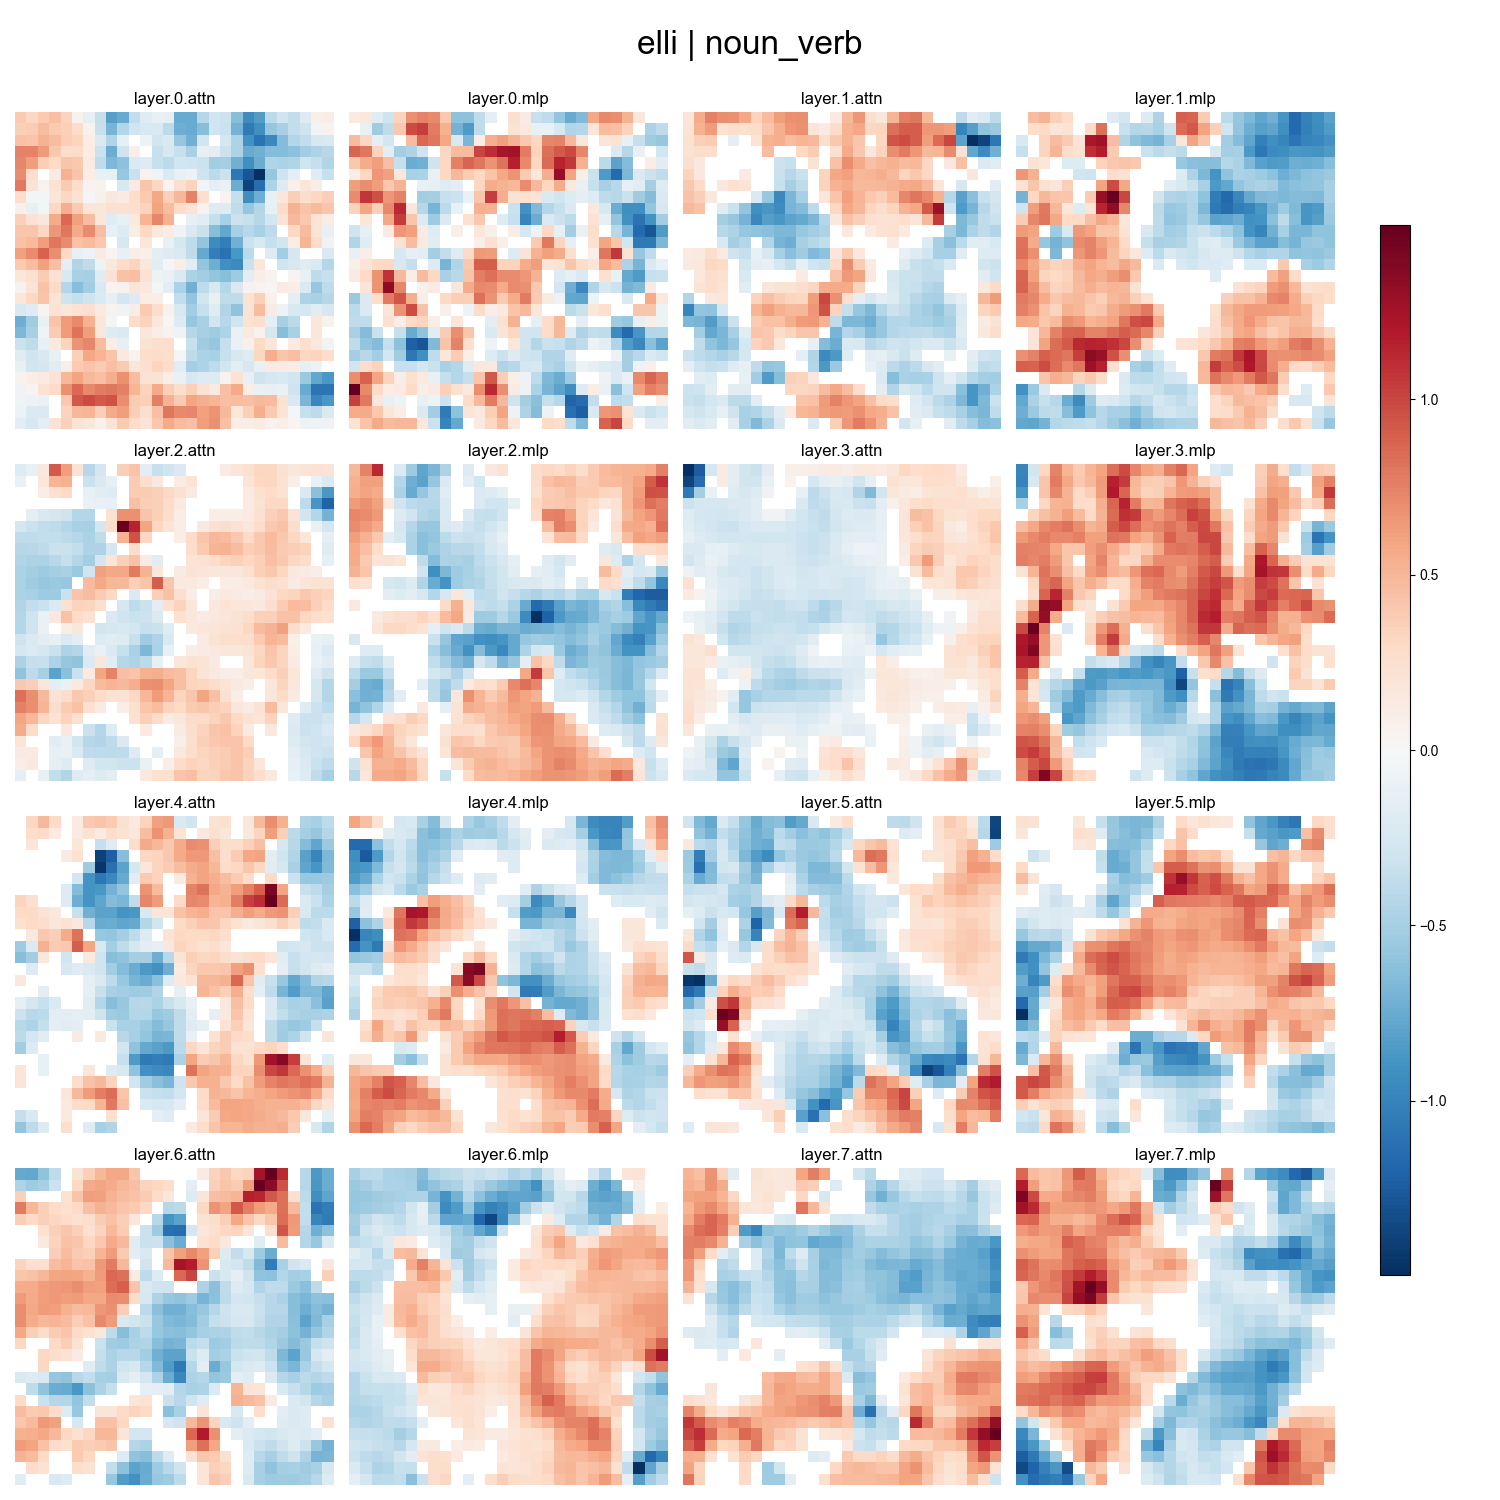 elli | noun_verb
layer.0.attn layer.0.mlp layer.1.attn layer.1.mlp
layer.2.attn layer.2.mlp layer.3.attn layer.3.mlp
layer.4.attn layer.4.mlp layer.5.attn layer.5.mlp
layer.6.attn layer.6.mlp layer.7.attn layer.7.mlp
1.0
0.5
0.0
−0.5
−1.0